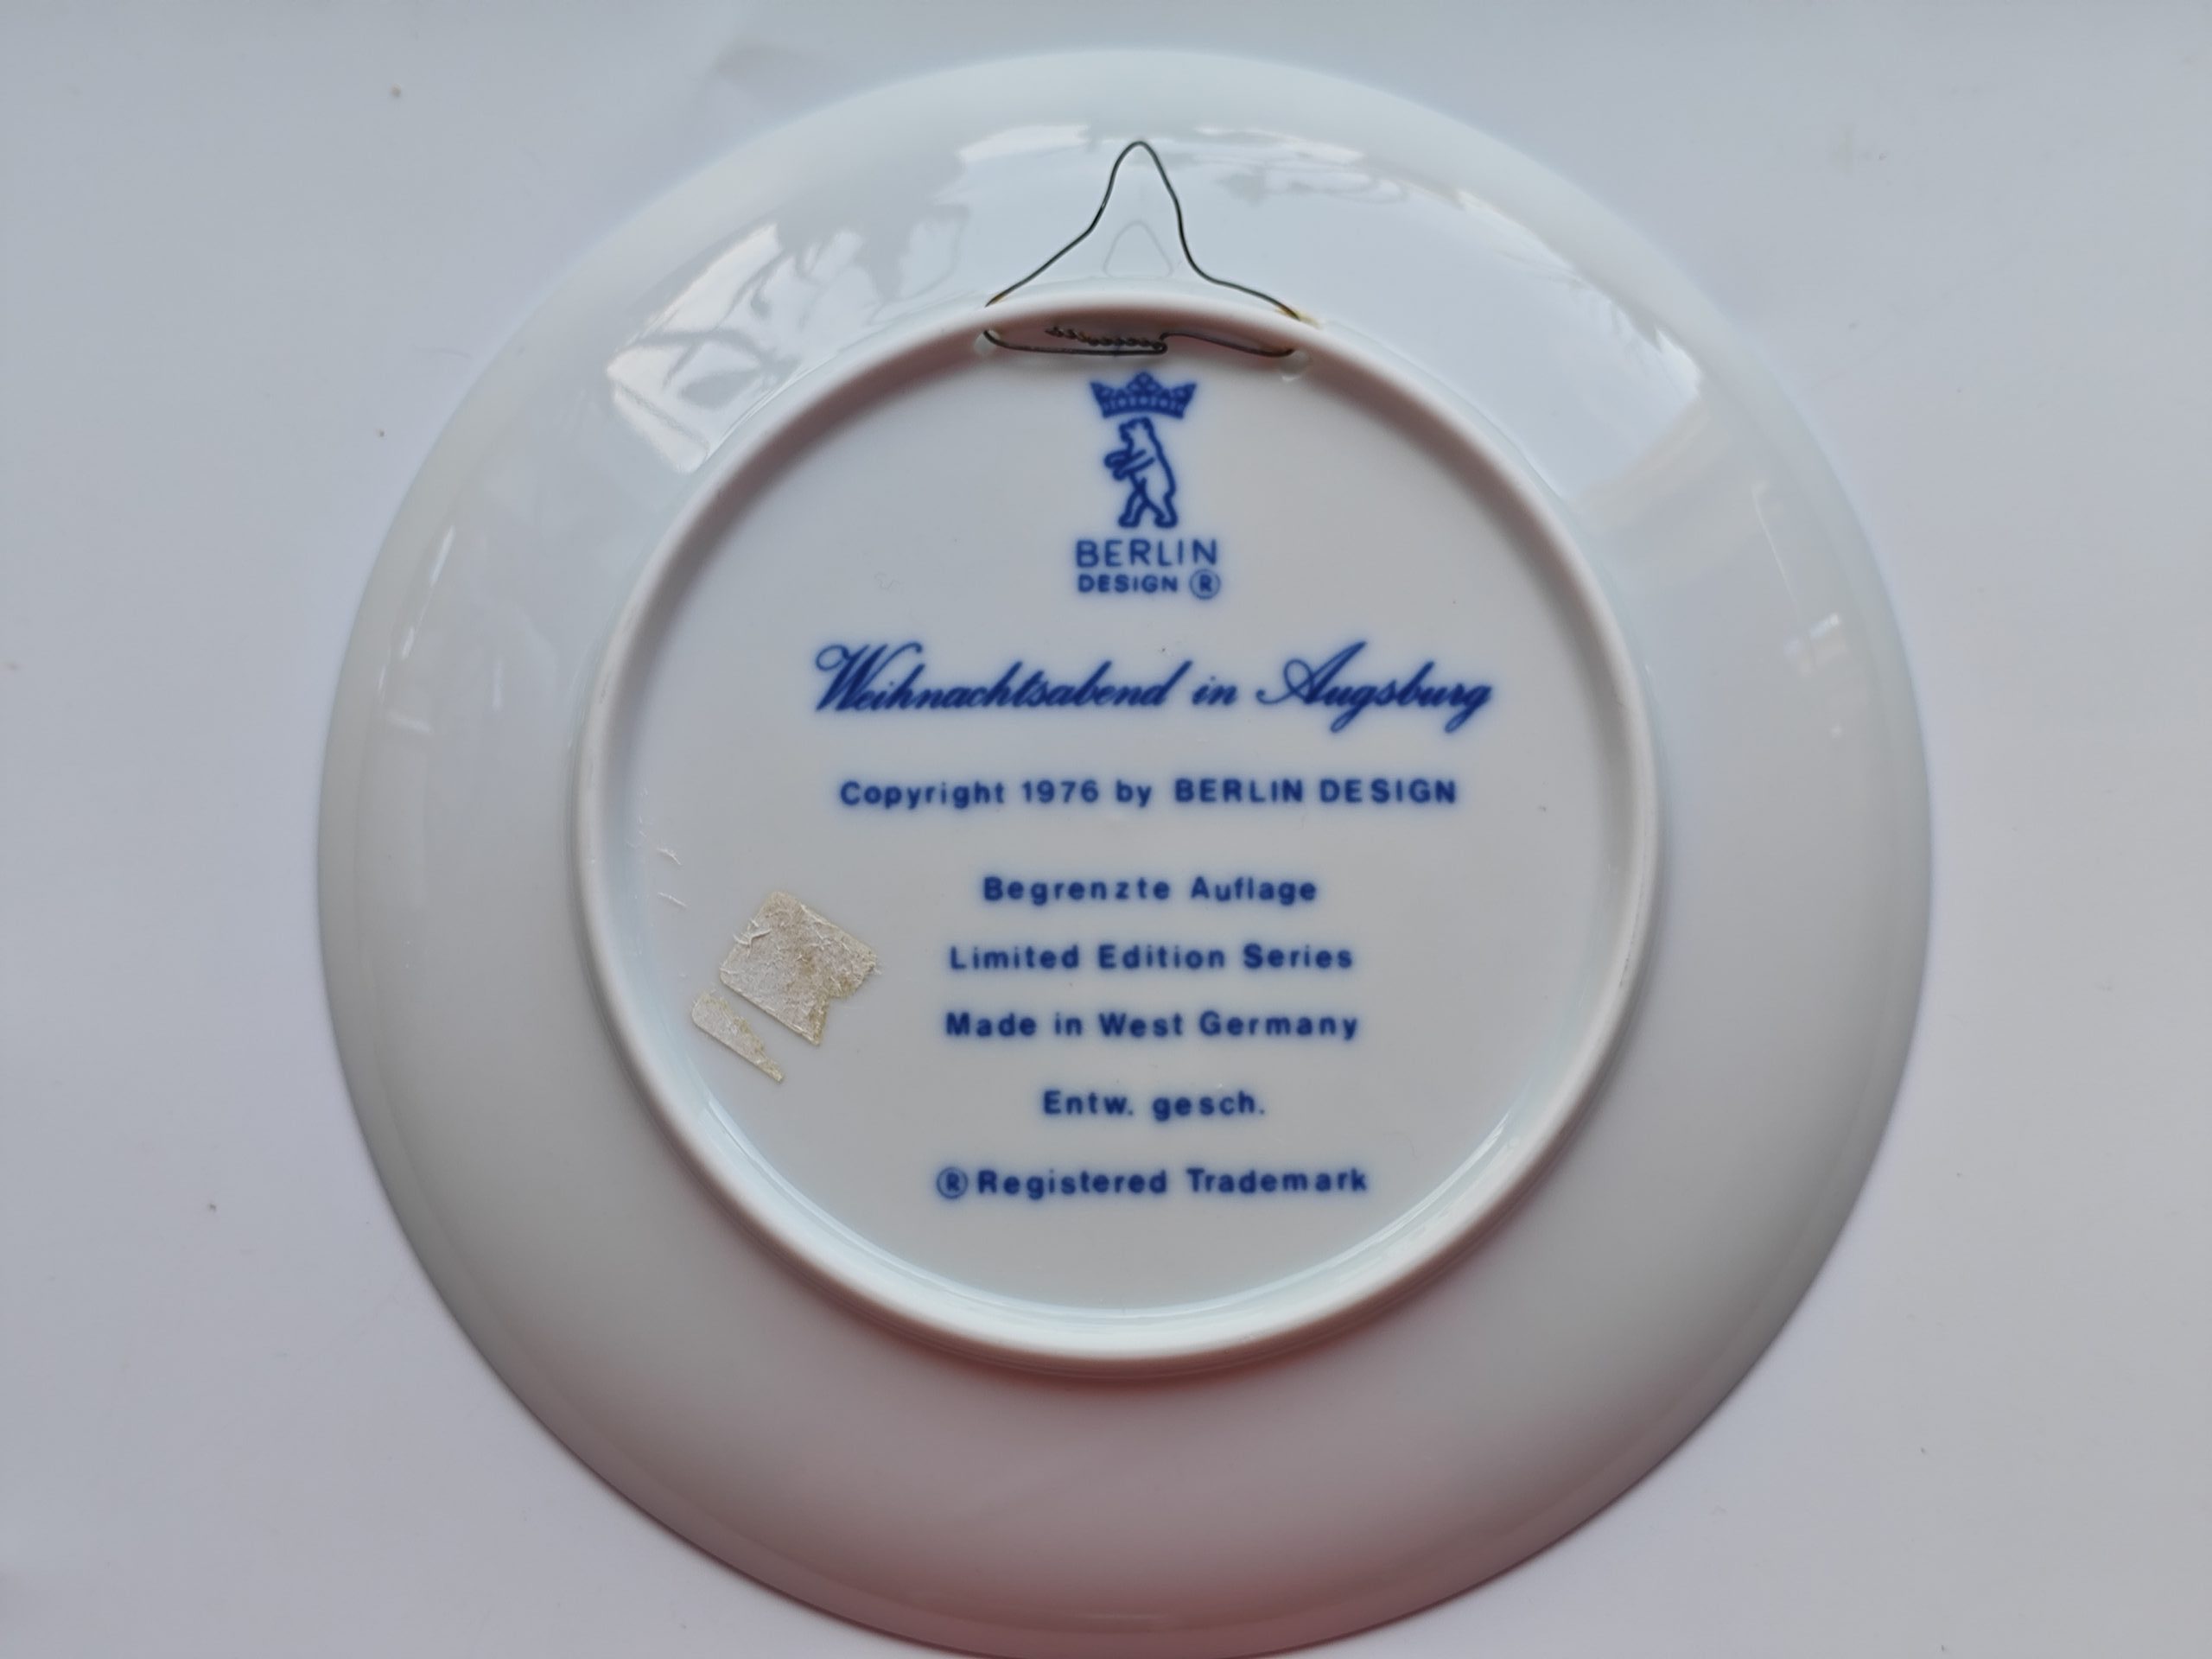 BERLIN
DESIGN ®
Weihnachtsabend in Augsburg
Copyright 1976 by BERLIN DESIGN
Begrenzte Auflage
Limited Edition Series
Made in West Germany
Entw. gesch.
®Registered Trademark